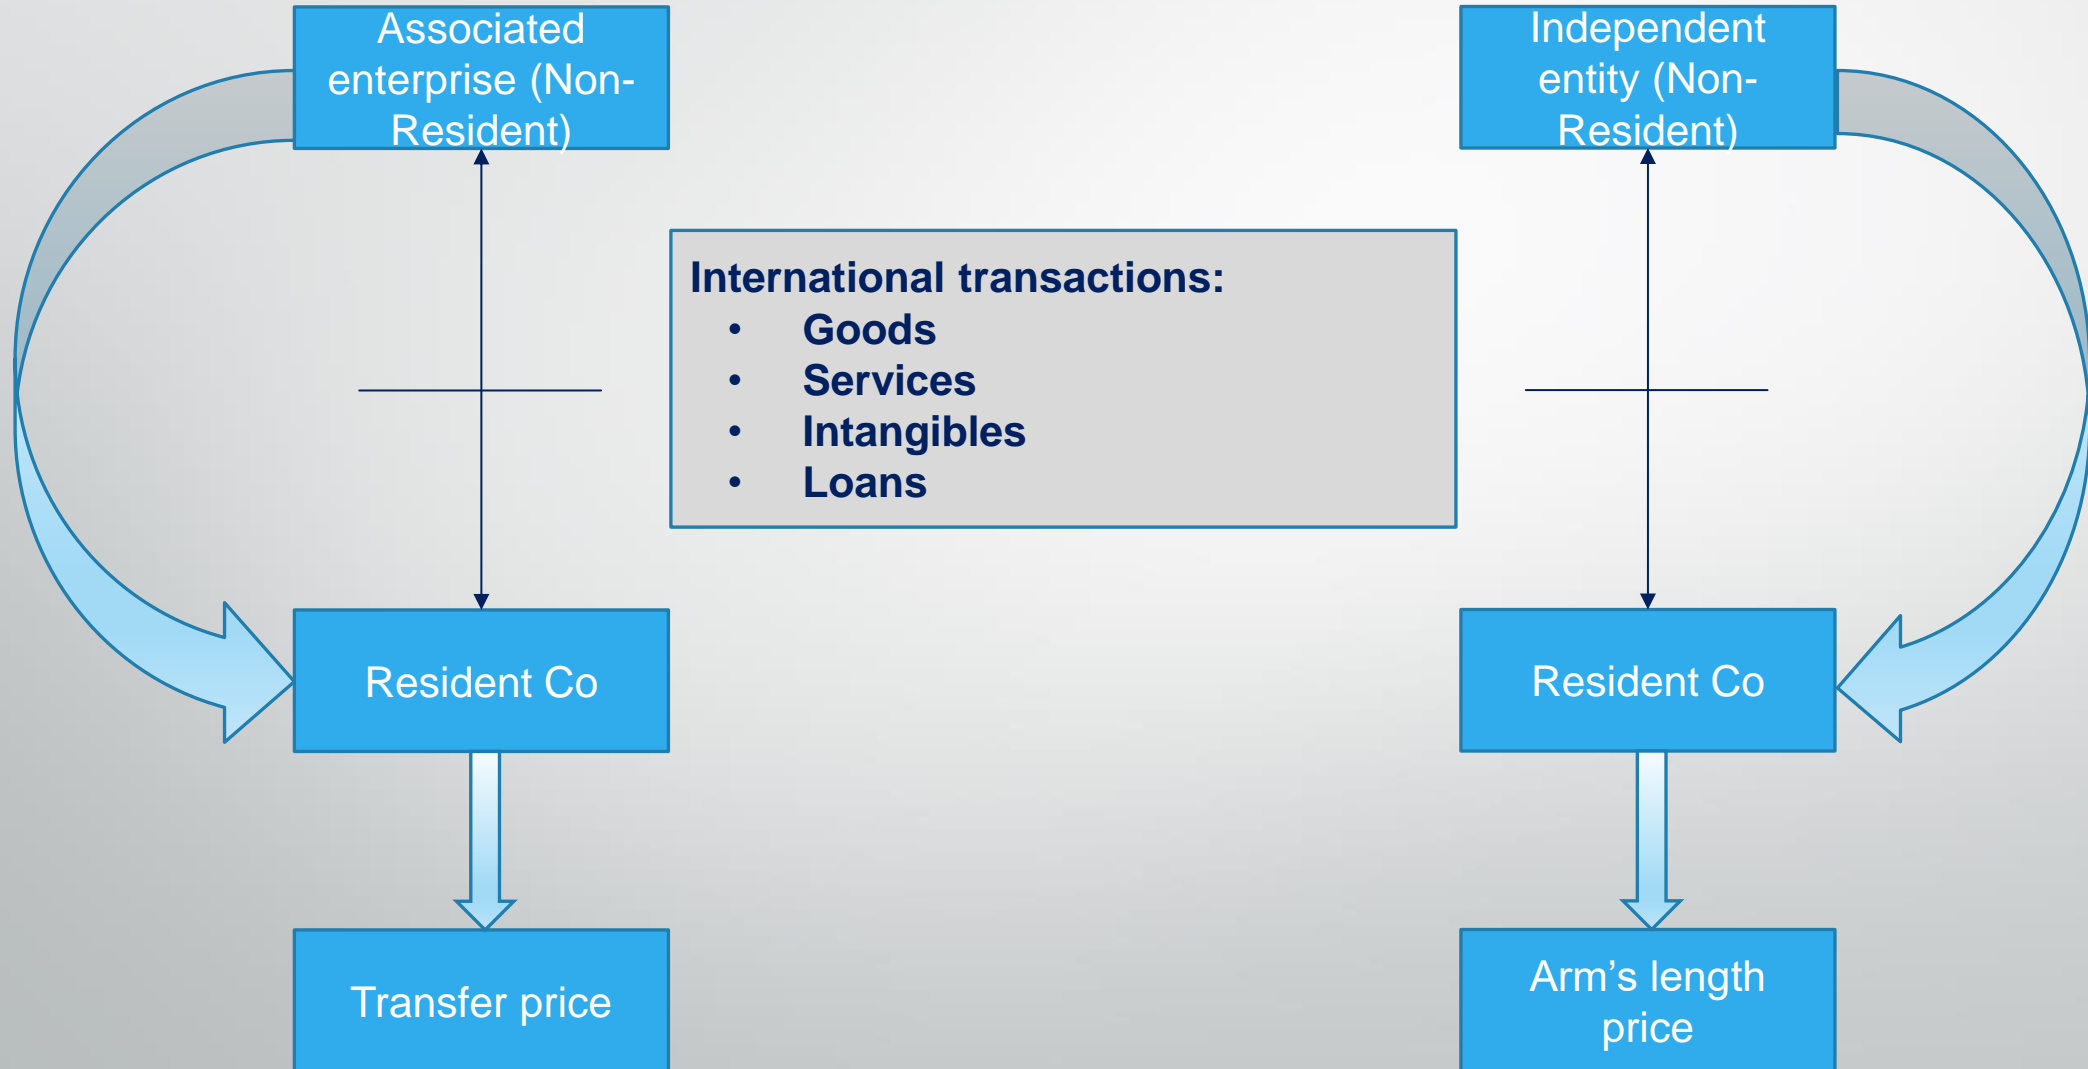 Associated
enterprise (Non-
Resident)
Independent
entity (Non-
Resident)
International transactions:
• Goods
• Services
• Intangibles
• Loans
Resident Co
Resident Co
Transfer price
Arm’s length
price